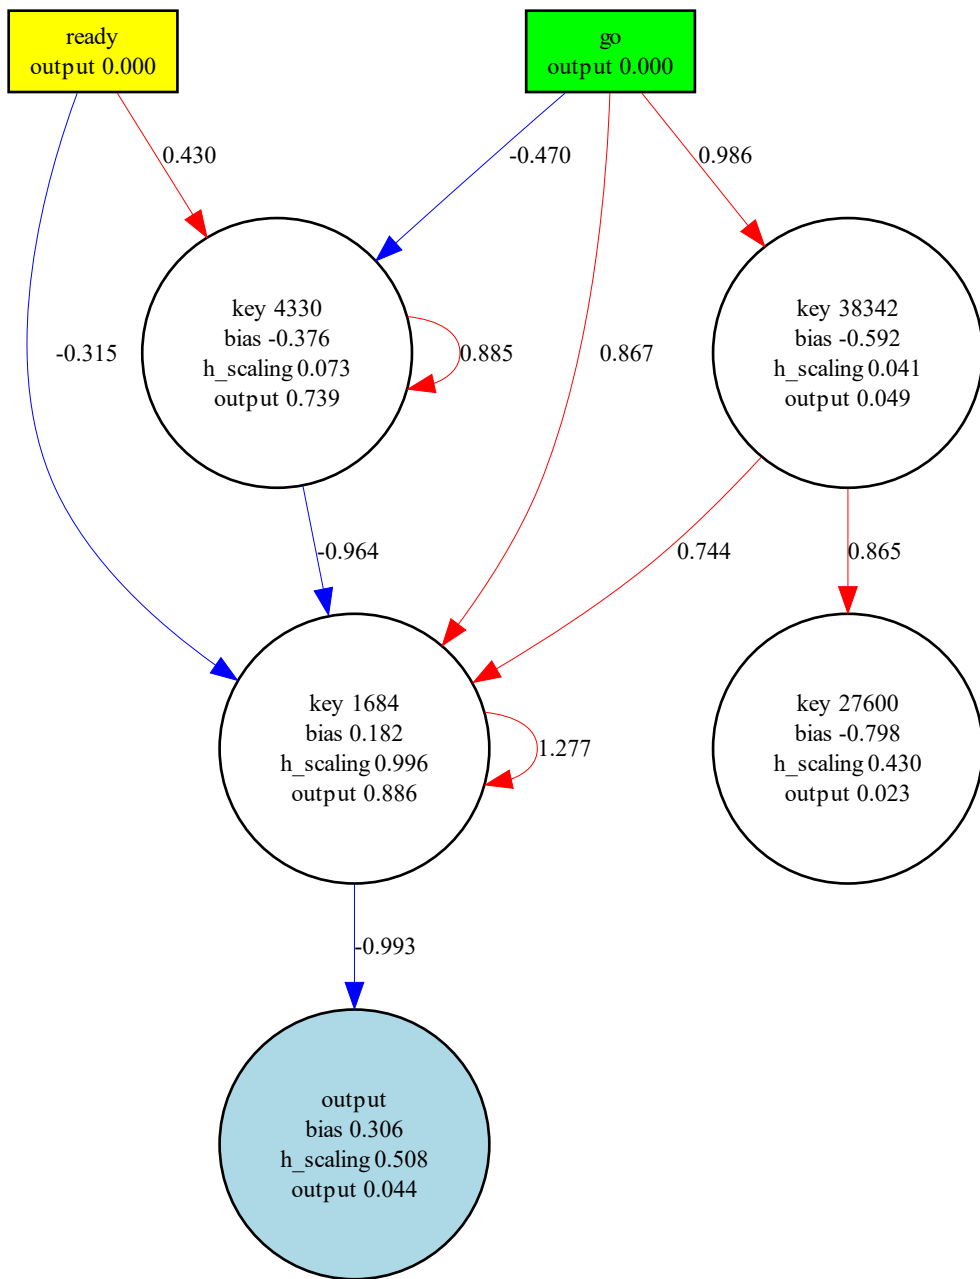 ready
output 0.000
go
output 0.000
0.430
-0.470
0.986
key 4330
bias -0.376
h_scaling 0.073
output 0.739
key 38342
bias -0.592
h_scaling 0.041
output 0.049
-0.315
0.885
0.867
-0.964
0.744
0.865
key 1684
bias 0.182
h_scaling 0.996
output 0.886
key 27600
bias -0.798
h_scaling 0.430
output 0.023
1.277
-0.993
output
bias 0.306
h_scaling 0.508
output 0.044